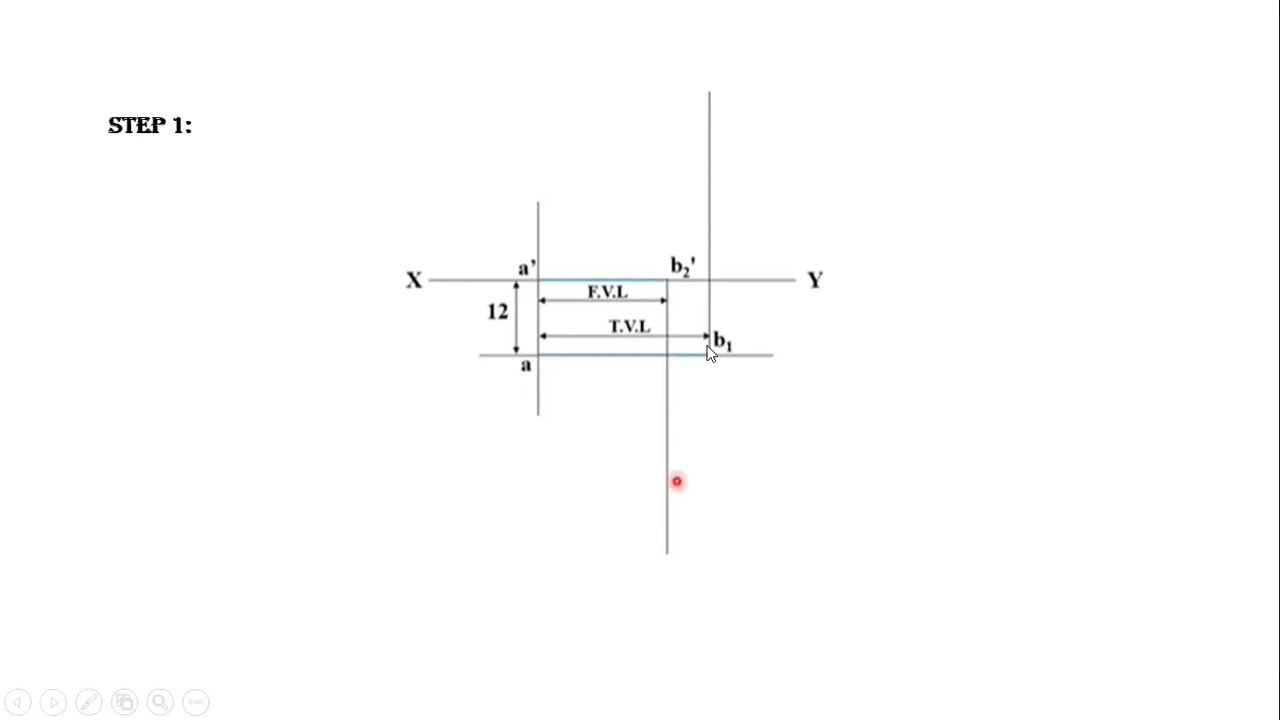 STEP 1:
a’ b₂'
X Y
F.V.L
12
T.V.L
b₁
a